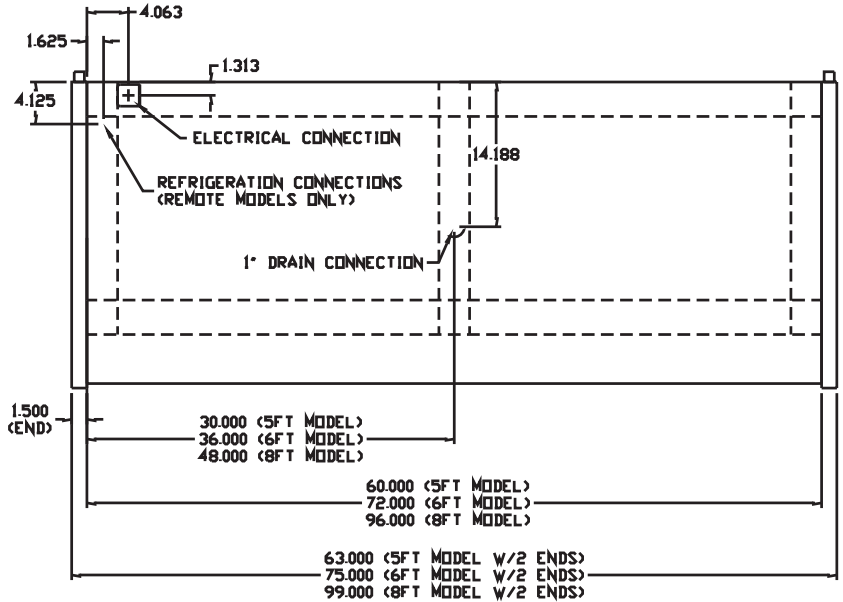 4.063
1.625
1.313
4.125
ELECTRICAL CONNECTION
14.188
REFRIGERATION CONNECTIONS
(REMOTE MODELS ONLY)
1" DRAIN CONNECTION
1.500
(END)
30.000 (5FT MODEL)
36.000 (6FT MODEL)
48.000 (8FT MODEL)
60.000 (5FT MODEL)
72.000 (6FT MODEL)
96.000 (8FT MODEL)
63.000 (5FT MODEL W/2 ENDS)
75.000 (6FT MODEL W/2 ENDS)
99.000 (8FT MODEL W/2 ENDS)